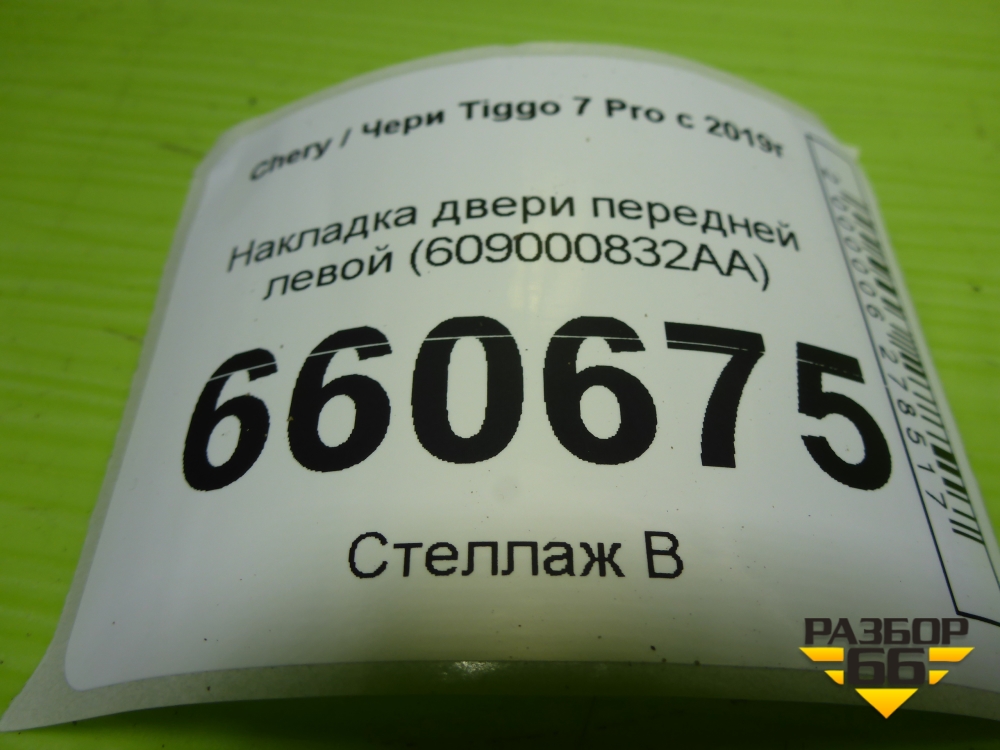 Chery / Чери Tiggo 7 Pro с 2019г
Накладка двери передней
левой (609000832AA)
660675
Стеллаж В
РАЗБОР
66